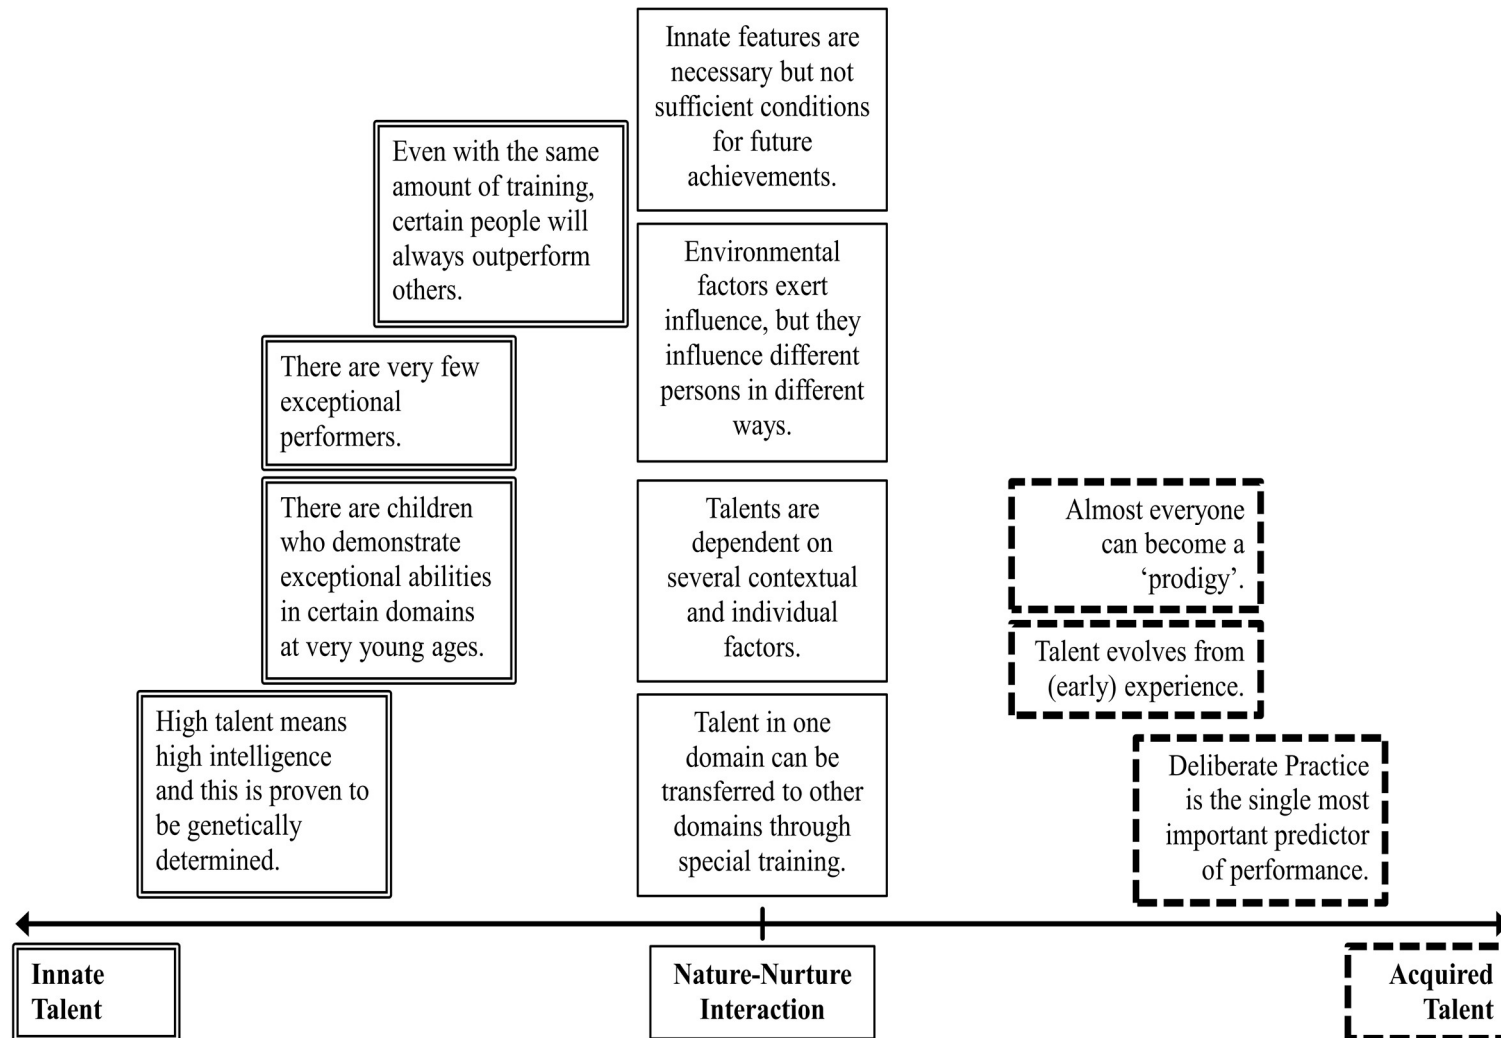 Innate features are
necessary but not
sufficient conditions
for future
achievements.
Even with the same
amount of training,
certain people will
always outperform
others.
Environmental
factors exert
influence, but they
influence different
persons in different
ways.
There are very few
exceptional
performers.
There are children
who demonstrate
exceptional abilities
in certain domains
at very young ages.
Talents are
dependent on
several contextual
and individual
factors.
Almost everyone
can become a
‘prodigy’.
Talent evolves from
(early) experience.
High talent means
high intelligence
and this is proven to
be genetically
determined.
Talent in one
domain can be
transferred to other
domains through
special training.
Deliberate Practice
is the single most
important predictor
of performance.
Innate
Talent
Nature-Nurture
Interaction
Acquired
Talent